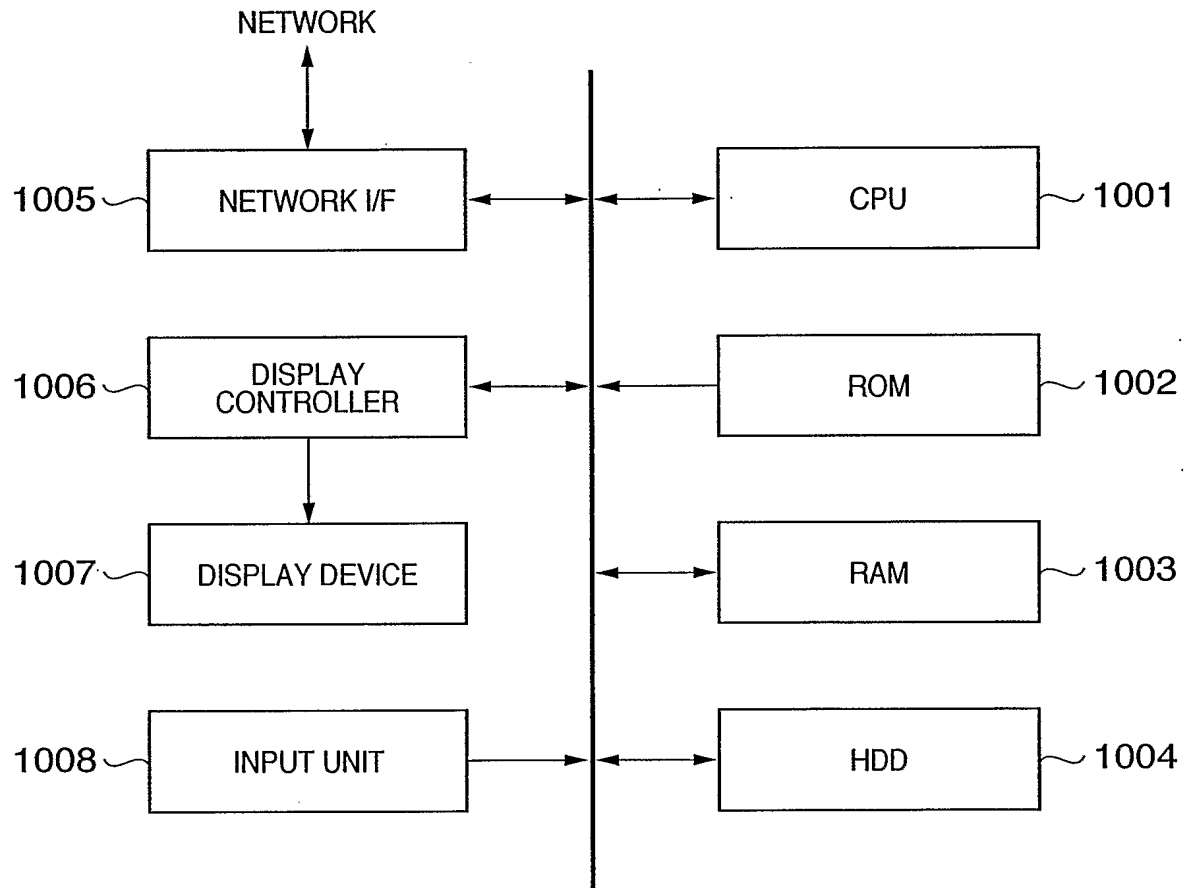 NETWORK
1005
NETWORK I/F
CPU
1001
1006
DISPLAY
CONTROLLER
ROM
1002
1007
DISPLAY DEVICE
RAM
1003
1008
INPUT UNIT
HDD
1004